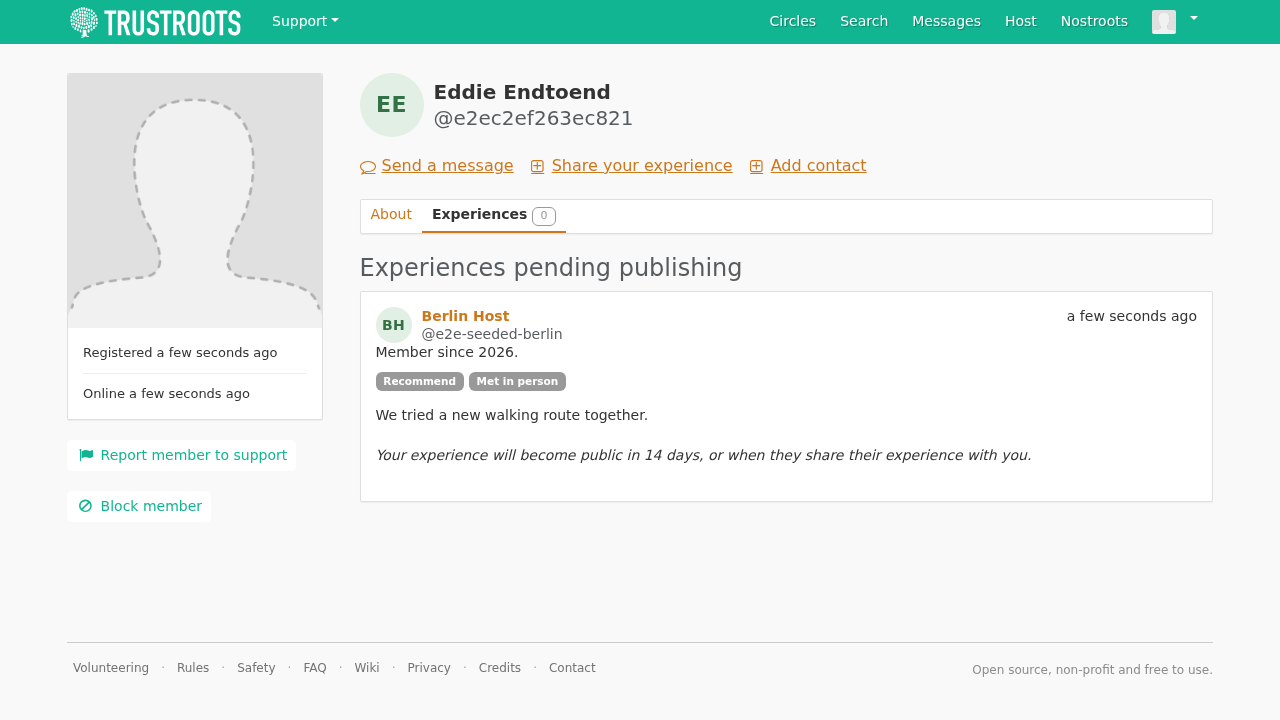 TRUSTROOTS Support Circles Search Messages Host Nostroots
EE
Eddie Endtoend
@e2ec2ef263ec821
Send a message Share your experience Add contact
About Experiences 0
Experiences pending publishing
BH
Berlin Host
@e2e-seeded-berlin
a few seconds ago
Member since 2026.
Recommend Met in person
We tried a new walking route together.
Your experience will become public in 14 days, or when they share their experience with you.
Registered a few seconds ago
Online a few seconds ago
Report member to support
Block member
Volunteering · Rules · Safety · FAQ · Wiki · Privacy · Credits · Contact
Open source, non-profit and free to use.